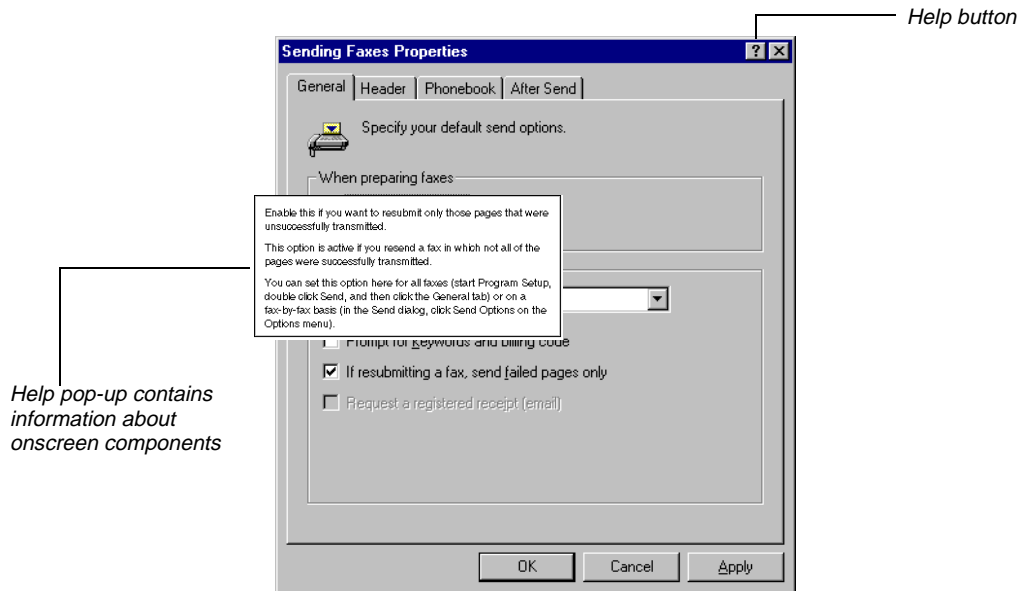 Help button
Sending Faxes Properties
General Header Phonebook After Send
Specify your default send options.
When preparing faxes
Enable this if you want to resubmit only those pages that were
unsuccessfully transmitted.
This option is active if you resend a fax in which not all of the
pages were successfully transmitted.
You can set this option here for all faxes (start Program Setup,
double click Send, and then click the General tab) or on a
fax-by-fax basis (in the Send dialog, click Send Options on the
Options menu).
Prompt for Keywords and billing code
If resubmitting a fax, send failed pages only
Request a registered receipt (email)
Help pop-up contains
information about
onscreen components
OK Cancel Apply